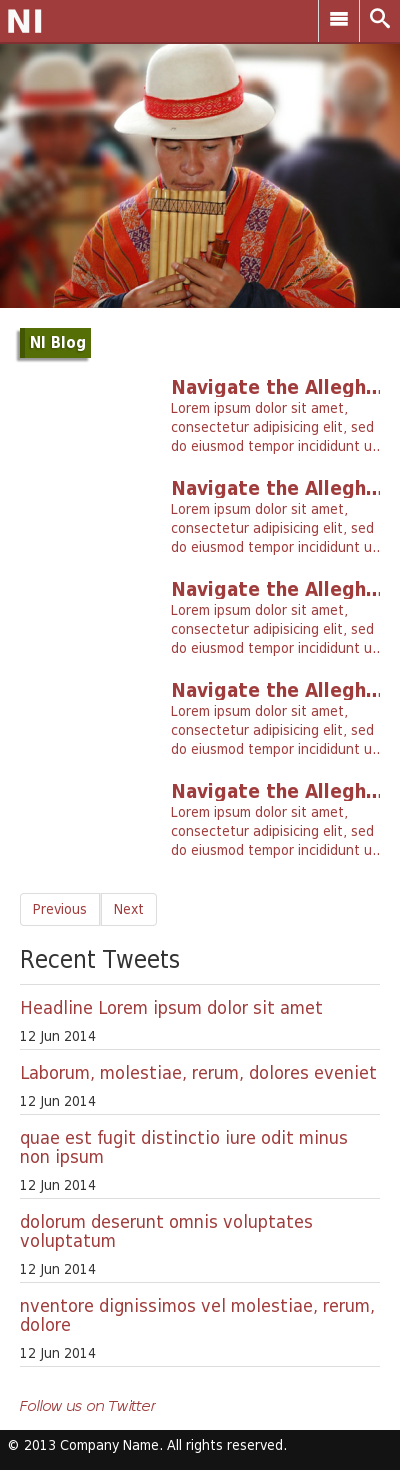 NI
NI Blog
Navigate the Allegh...
Lorem ipsum dolor sit amet,
consectetur adipisicing elit, sed
do eiusmod tempor incididunt u..
Navigate the Allegh...
Lorem ipsum dolor sit amet,
consectetur adipisicing elit, sed
do eiusmod tempor incididunt u..
Navigate the Allegh...
Lorem ipsum dolor sit amet,
consectetur adipisicing elit, sed
do eiusmod tempor incididunt u..
Navigate the Allegh...
Lorem ipsum dolor sit amet,
consectetur adipisicing elit, sed
do eiusmod tempor incididunt u..
Navigate the Allegh...
Lorem ipsum dolor sit amet,
consectetur adipisicing elit, sed
do eiusmod tempor incididunt u..
Previous Next
Recent Tweets
Headline Lorem ipsum dolor sit amet
12 Jun 2014
Laborum, molestiae, rerum, dolores eveniet
12 Jun 2014
quae est fugit distinctio iure odit minus
non ipsum
12 Jun 2014
dolorum deserunt omnis voluptates
voluptatum
12 Jun 2014
nventore dignissimos vel molestiae, rerum,
dolore
12 Jun 2014
Follow us on Twitter
© 2013 Company Name. All rights reserved.